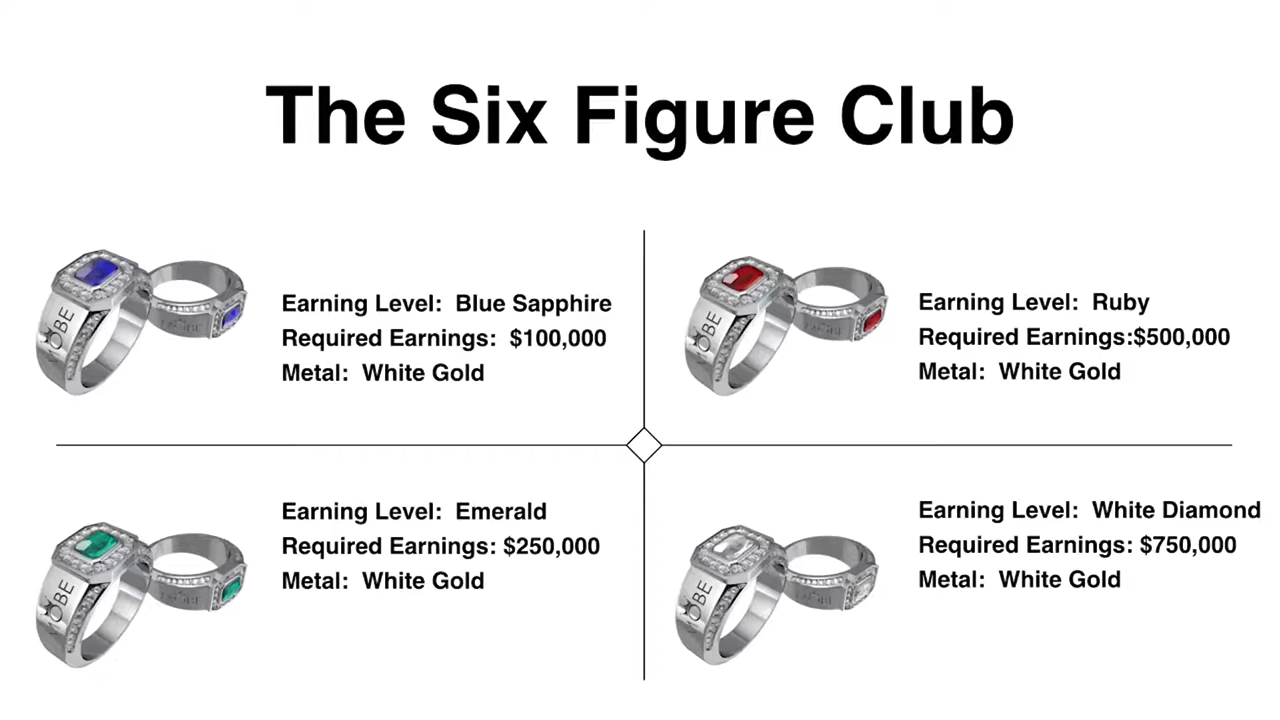 The Six Figure Club
Earning Level: Blue Sapphire
Required Earnings: $100,000
Metal: White Gold
Earning Level: Ruby
Required Earnings:$500,000
Metal: White Gold
Earning Level: Emerald
Required Earnings: $250,000
Metal: White Gold
Earning Level: White Diamond
Required Earnings: $750,000
Metal: White Gold